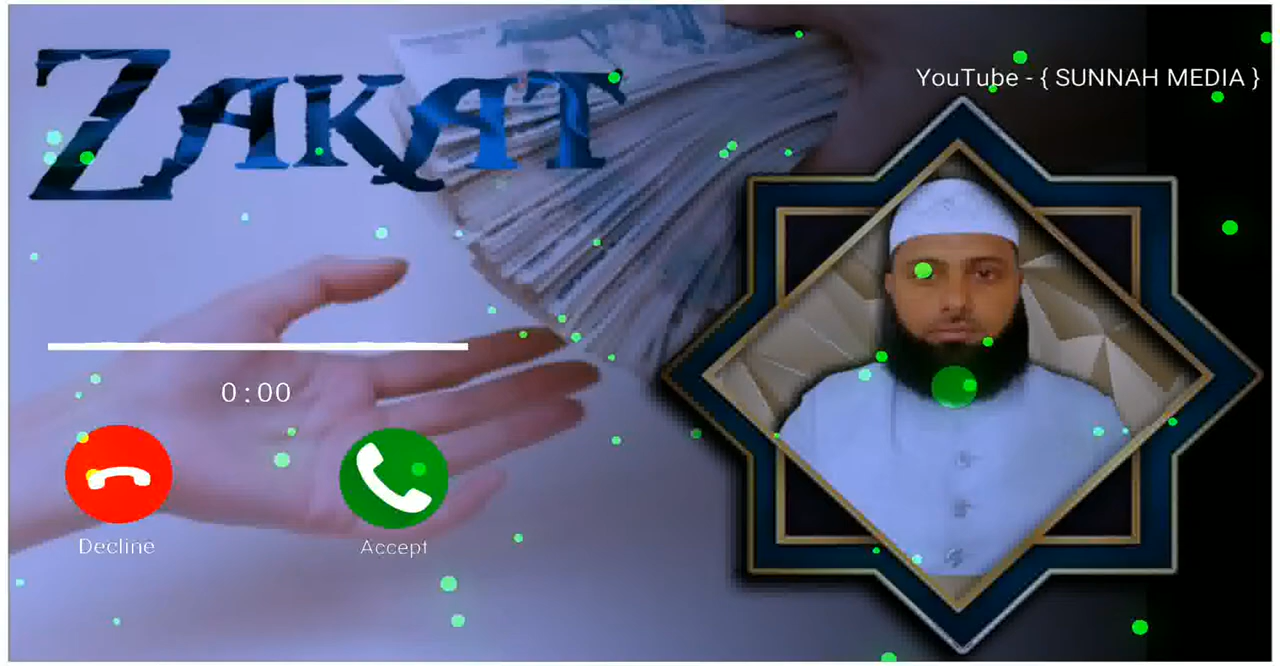 ZAKAT
YouTube - { SUNNAH MEDIA }
0:00
Decline
Accept